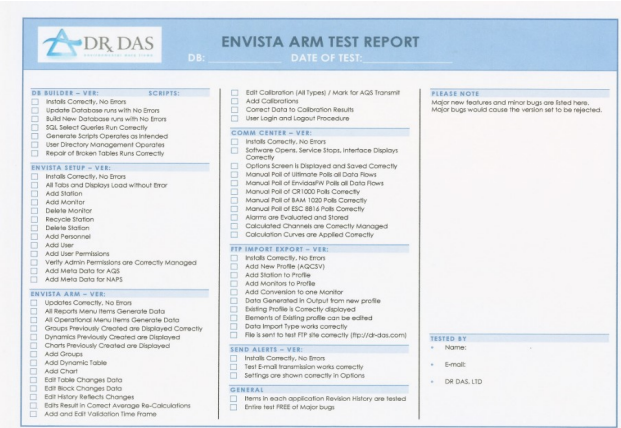 DR DAS
ENVISTA ARM TEST REPORT
DB: DATE OF TEST:
DB BUILDER – VER: SCRIPTS:
Installs Correctly, No Errors
Update Database runs with No Errors
Build New Database runs with No Errors
SQL Select Queries Run Correctly
Generate Scripts Operates as Intended
User Directory Management Operates
Repair of Broken Tables Runs Correctly
ENVISTA SETUP – VER:
Installs Correctly, No Errors
All Tabs and Displays Load without Error
Add Station
Add Monitor
Delete Monitor
Recycle Station
Delete Station
Add Personnel
Add User
Add User Permissions
Verify Admin Permissions are Correctly Managed
Add Meta Data for AQS
Add Meta Data for NAPS
ENVISTA ARM – VER:
Updates Correctly, No Errors
All Reports Menu Items Generate Data
All Operational Menu Items Generate Data
Groups Previously Created are Displayed Correctly
Dynamics Previously Created are Displayed
Charts Previously Created are Displayed
Add Groups
Add Dynamic Table
Add Chart
Edit Table Changes Data
Edit Block Changes Data
Edit History Reflects Changes
Edits Result in Correct Average Re-Calculations
Add and Edit Validation Time Frame
Edit Calibration (All Types) / Mark for AQS Transmit
Add Calibrations
Correct Data to Calibration Results
User Login and Logout Procedure
COMM CENTER – VER:
Installs Correctly, No Errors
Software Opens, Service Stops, Interface Displays
Correctly
Options Screen is Displayed and Saved Correctly
Manual Poll of Ultimate Polls all Data Flows
Manual Poll of EnvidasFW Polls all Data Flows
Manual Poll of CR1000 Polls Correctly
Manual Poll of BAM 1020 Polls Correctly
Manual Poll of ESC 8816 Polls Correctly
Alarms are Evaluated and Stored
Calculated Channels are Correctly Managed
Calculation Curves are Applied Correctly
FTP IMPORT EXPORT – VER:
Installs Correctly, No Errors
Add New Profile (AQCSV)
Add Station to Profile
Add Monitors to Profile
Add Conversion to one Monitor
Data Generated in Output from new profile
Existing Profile is Correctly displayed
Elements of Existing profile can be edited
Data Import Type works correctly
File is sent to test FTP site correctly (ftp://dr-das.com)
SEND ALERTS – VER:
Installs Correctly, No Errors
Test E-mail transmission works correctly
Settings are shown correctly in Options
GENERAL
Items in each application Revision History are tested
Entire test FREE of Major bugs
PLEASE NOTE
Major new features and minor bugs are listed here.
Major bugs would cause the version set to be rejected.
TESTED BY
• Name:
• E-mail:
• DR DAS, LTD